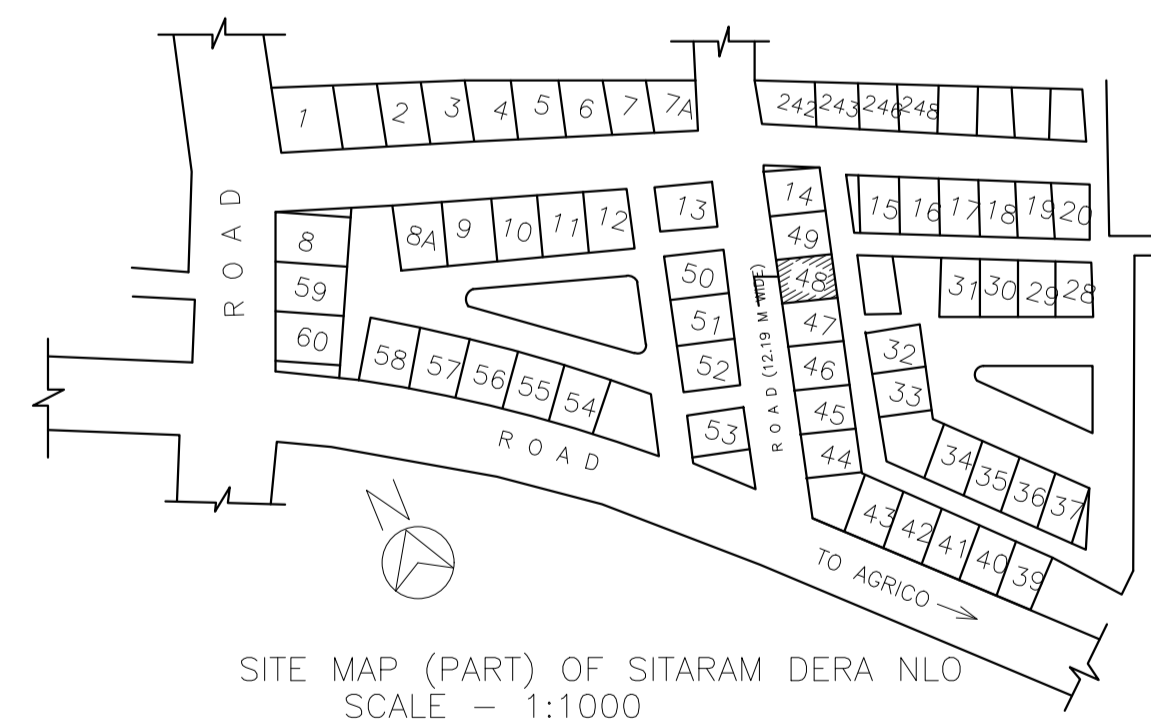 1 2 3 4 5 6 7 7A
242 243 246 248
ROAD
8
59
60
8A 9 10 11 12
13
14
49
48
47
46
45
44
15 16 17 18 19 20
31 30 29 28
50
51
52
53
ROAD (12.19 M WIDE)
32
33
58 57 56 55 54
ROAD
34 35 36 37
43 42 41 40 39
TO AGRICO
N
SITE MAP (PART) OF SITARAM DERA NLO
SCALE - 1:1000